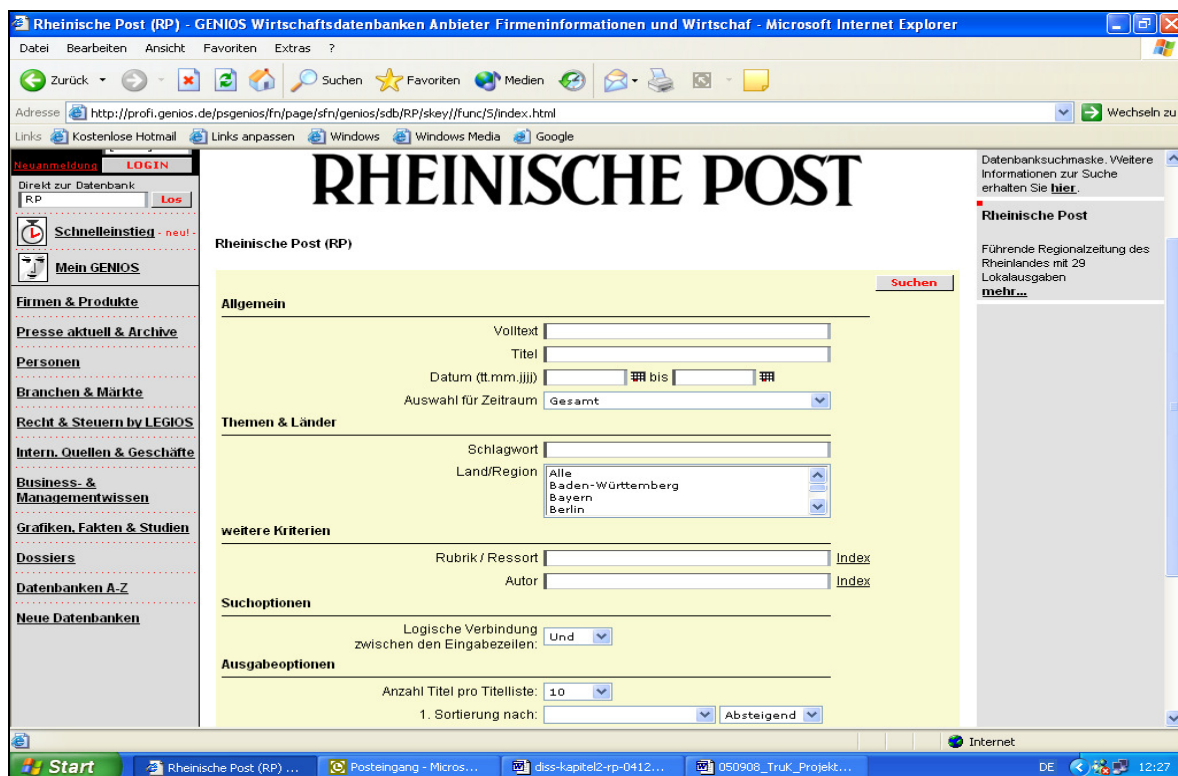 Rheinische Post (RP) - GENIOS Wirtschaftsdatenbanken Anbieter Firmeninformationen und Wirtschaf - Microsoft Internet Explorer
Datei Bearbeiten Ansicht Favoriten Extras ?
Zurück Suchen Favoriten Medien
Adresse http://profi.genios.de/psgenios/fn/page/sfn/genios/sdb/RP/skey//func/S/index.html Wechseln zu
Links Kostenlose Hotmail Links anpassen Windows Windows Media Google
Neuanmeldung LOGIN
Direkt zur Datenbank
RP Los
Schnelleinstieg - neu! -
Mein GENIOS
Firmen & Produkte
Presse aktuell & Archive
Personen
Branchen & Märkte
Recht & Steuern by LEGIOS
Intern. Quellen & Geschäfte
Business- &
Managementwissen
Grafiken, Fakten & Studien
Dossiers
Datenbanken A-Z
Neue Datenbanken
RHEINISCHE POST
Rheinische Post (RP)
Suchen
Allgemein
Volltext
Titel
Datum (tt.mm.jjjj) bis
Auswahl für Zeitraum Gesamt
Themen & Länder
Schlagwort
Land/Region Alle
Baden-Württemberg
Bayern
Berlin
weitere Kriterien
Rubrik / Ressort Index
Autor Index
Suchoptionen
Logische Verbindung
zwischen den Eingabezeilen: Und
Ausgabeoptionen
Anzahl Titel pro Titelliste: 10
1. Sortierung nach: Absteigend
Datenbanksuchmaske. Weitere
Informationen zur Suche
erhalten Sie hier.
Rheinische Post
Führende Regionalzeitung des
Rheinlandes mit 29
Lokalausgaben
mehr...
Internet
Start Rheinische Post (RP) ... Posteingang - Micros... diss-kapitel2-rp-0412... 050908_TruK_Projekt... DE 12:27